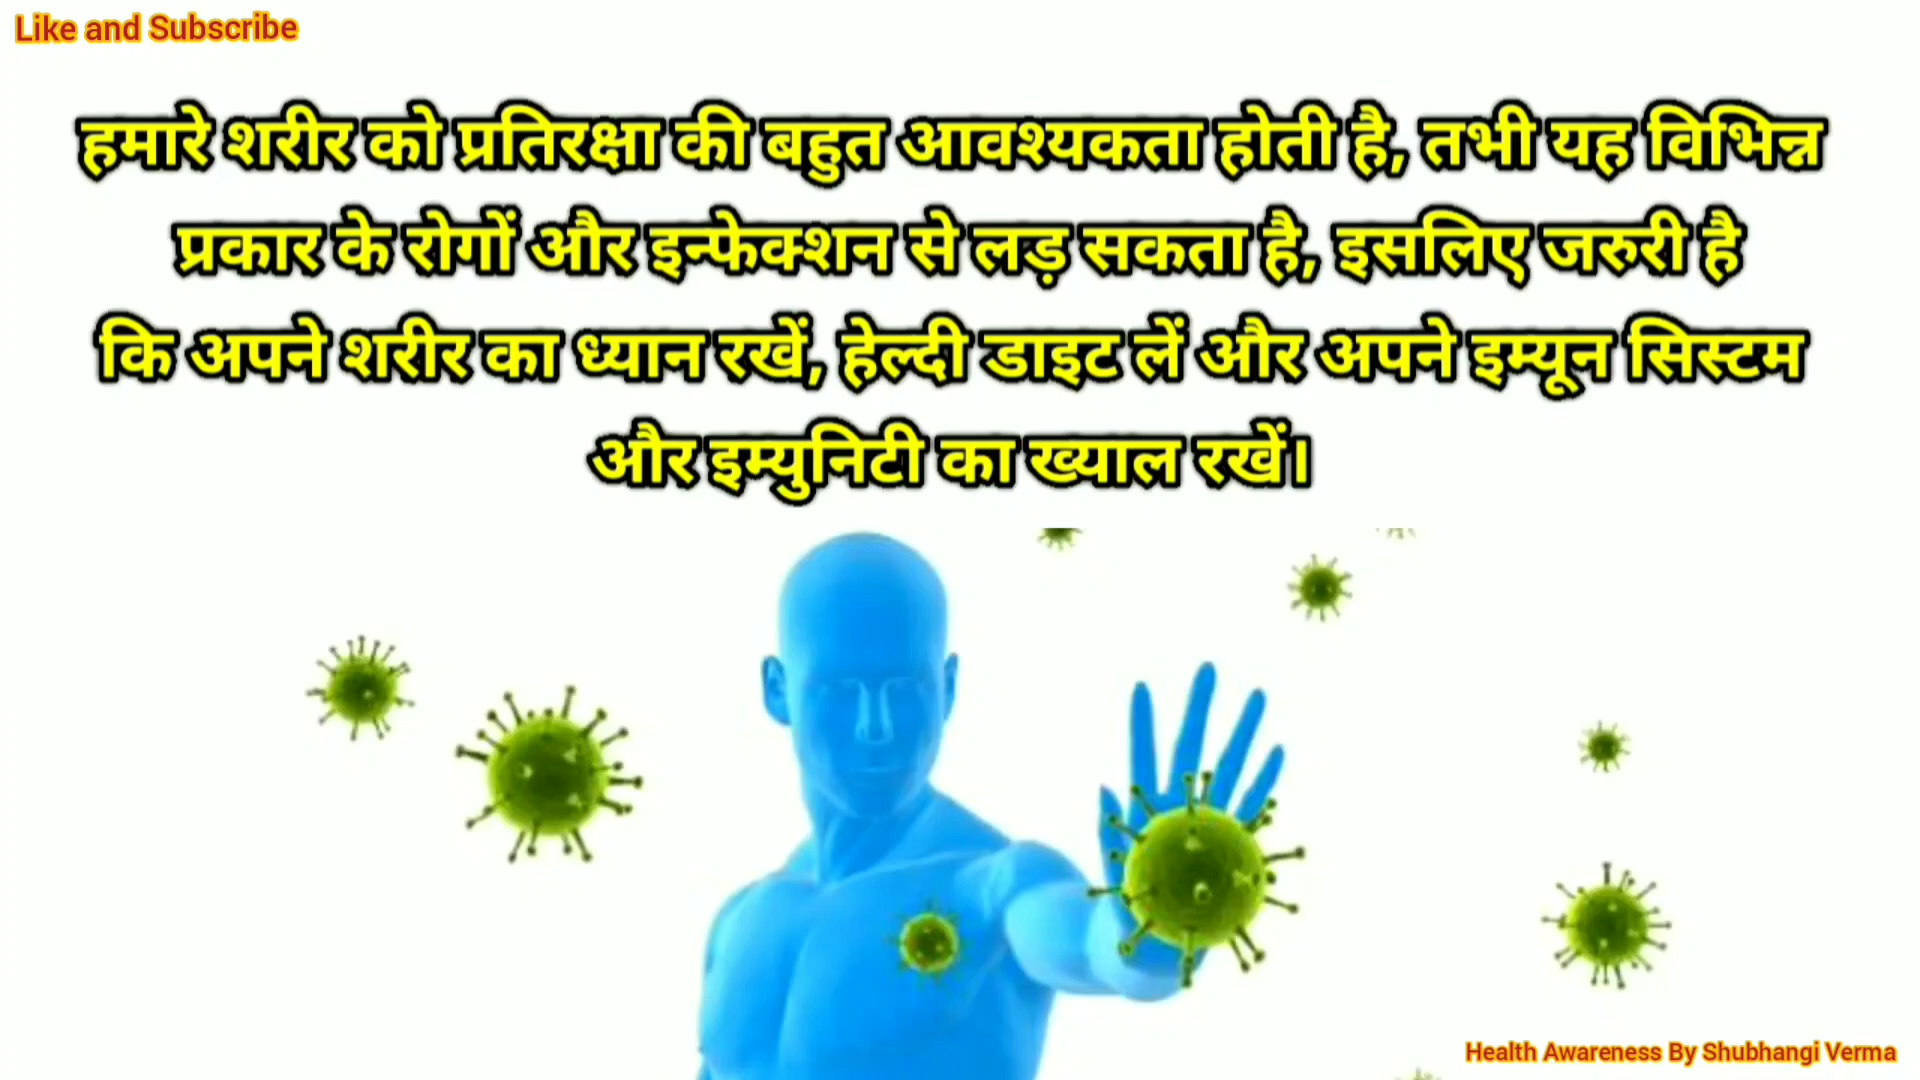 Like and Subscribe
हमारे शरीर को प्रतिरक्षा की बहुत आवश्यकता होती है, तभी यह विभिन्न
प्रकार के रोगों और इन्फेक्शन से लड़ सकता है, इसलिए जरुरी है
कि अपने शरीर का ध्यान रखें, हेल्दी डाइट लें और अपने इम्यून सिस्टम
और इम्युनिटी का ख्याल रखें।
Health Awareness By Shubhangi Verma